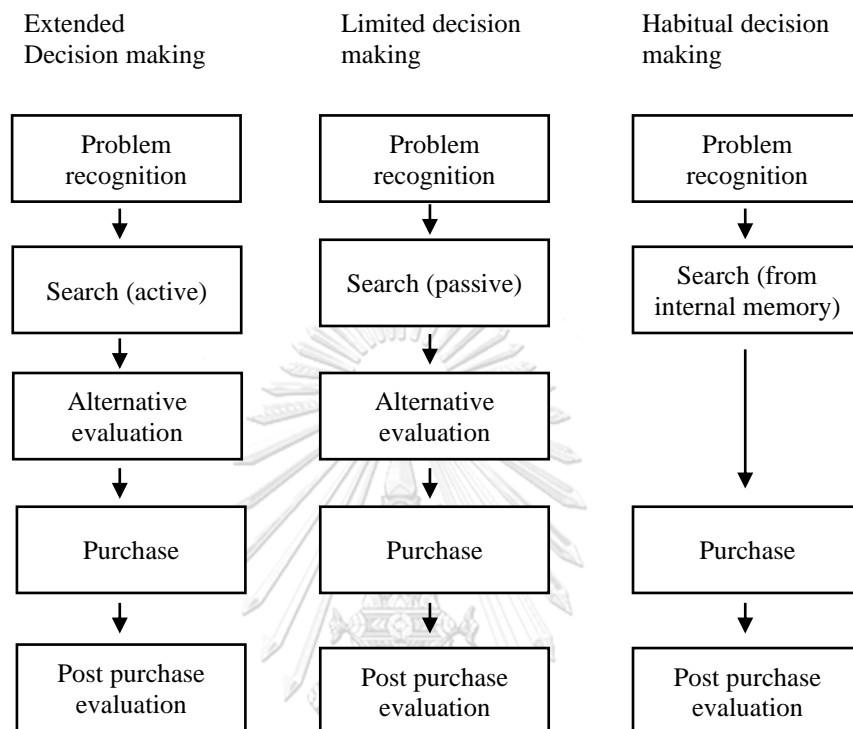 Extended
Decision making
Limited decision
making
Habitual decision
making
Problem
recognition
Problem
recognition
Problem
recognition
Search (active)
Search (passive)
Search (from
internal memory)
Alternative
evaluation
Alternative
evaluation
Purchase
Purchase
Purchase
Post purchase
evaluation
Post purchase
evaluation
Post purchase
evaluation